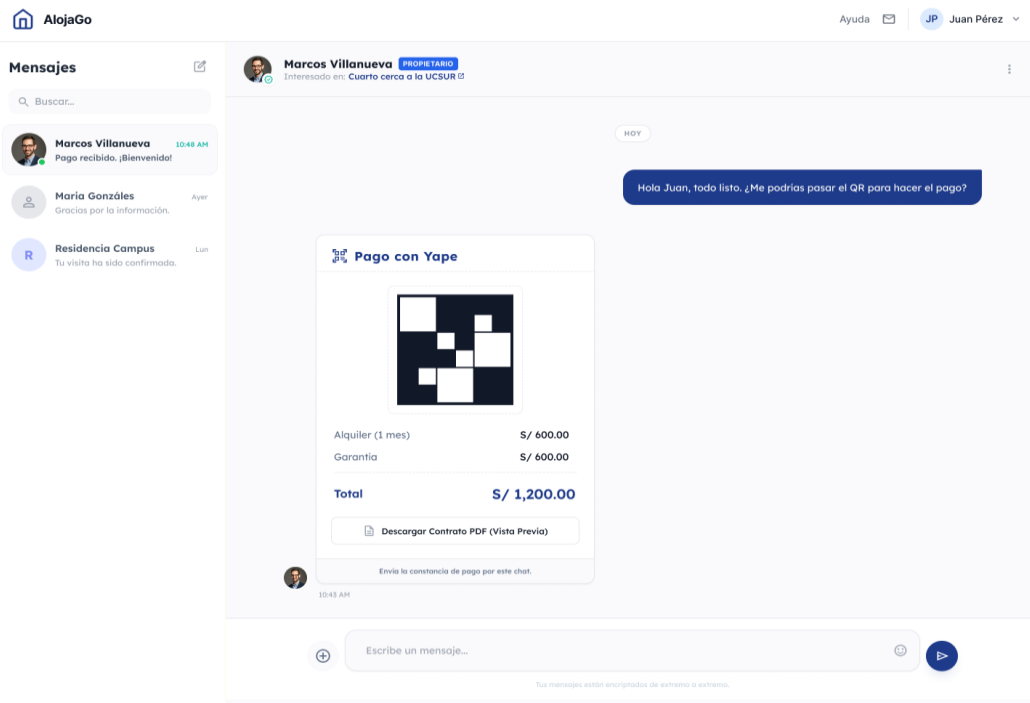 AlojaGo
Ayuda
JP
Juan Pérez
Mensajes
Buscar...
Marcos Villanueva
10:48 AM
Pago recibido. ¡Bienvenido!
María Gonzáles
Ayer
Gracias por la información.
R
Residencia Campus
Lun
Tu visita ha sido confirmada.
Marcos Villanueva
PROPIETARIO
Interesado en: Cuarto cerca a la UCSUR
HOY
Hola Juan, todo listo. ¿Me podrías pasar el QR para hacer el pago?
Pago con Yape
Alquiler (1 mes)
S/ 600.00
Garantía
S/ 600.00
Total
S/ 1,200.00
Descargar Contrato PDF (Vista Previa)
Envía la constancia de pago por este chat.
10:43 AM
Escribe un mensaje...
Tus mensajes están encriptados de extremo a extremo.